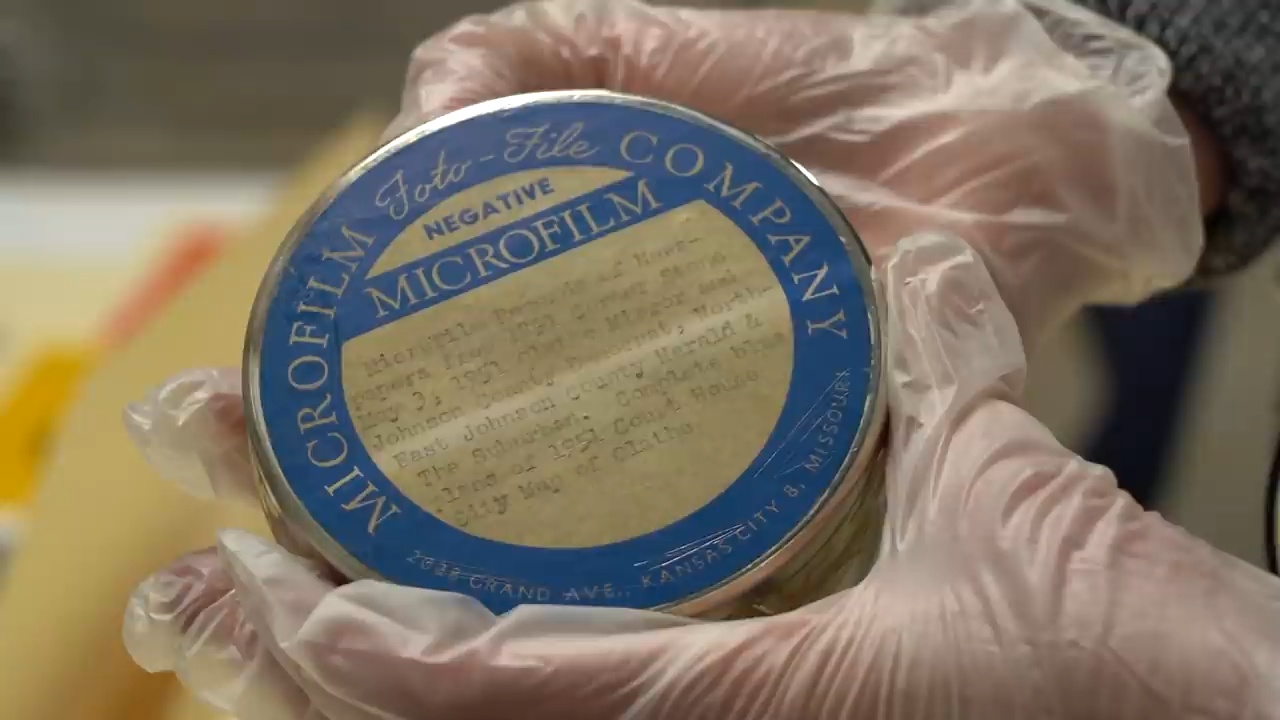 Foto-File
MICROFILM COMPANY
NEGATIVE
MICROFILM
Microfilm Records of News-
papers from 1951 Corner Stone
May 3, 1951 Olathe Mirror and
Johnson County Democrat, North-
East Johnson County Herald &
The Suburban. Complete blue
lans of 1951 Court House
City Map of Olathe
GRAND AVE., KANSAS CITY 8, MISSOURI